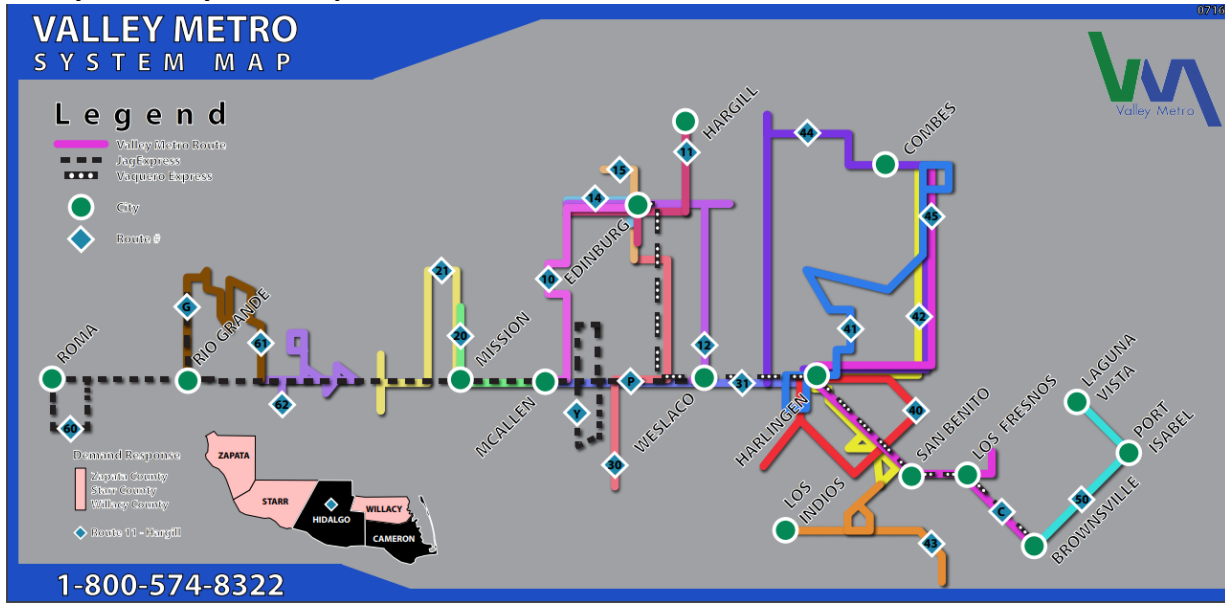 0716
VALLEY METRO
SYSTEM MAP
Legend
Valley Metro Route
JagExpress
Vaquero Express
City
Route #
VM
Valley Metro
HARGILL
11
15
14
EDINBURG
10
44
COMBES
45
42
41
21
20
MISSION
G
RIO GRANDE
61
ROMA
60
62
MCALLEN
Y
P
30
12
WESLACO
31
HARLINGEN
40
SAN BENITO
LOS FRESNOS
LAGUNA
VISTA
PORT
ISABEL
50
C
BROWNSVILLE
LOS
INDIOS
43
Demand Response
Zapata County
Starr County
Willacy County
Route 11 - Hargill
ZAPATA
STARR
HIDALGO
WILLACY
CAMERON
1-800-574-8322